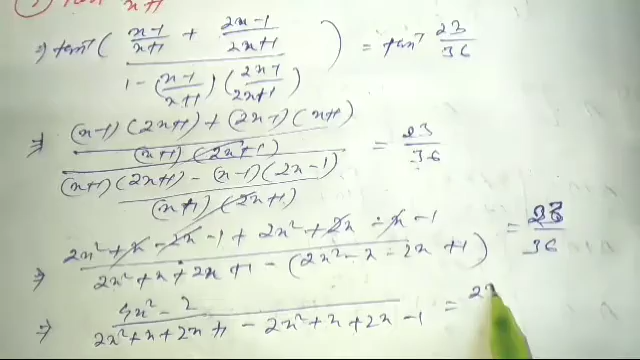 ⇒ tan⁻¹ ( ((x-1)/(x+1) + (2x-1)/(2x+1)) / (1 - ((x-1)/(x+1)) ((2x-1)/(2x+1))) ) = tan⁻¹ 23/36
⇒ (((x-1)(2x+1) + (2x-1)(x+1)) / ((x+1)(2x+1))) / (((x+1)(2x+1) - (x-1)(2x-1)) / ((x+1)(2x+1))) = 23/36
⇒ (2x² + x - 2x - 1 + 2x² + 2x - x - 1) / (2x² + x + 2x + 1 - (2x² - x - 2x + 1)) = 23/36
⇒ (4x² - 2) / (2x² + x + 2x + 1 - 2x² + x + 2x - 1) = 2